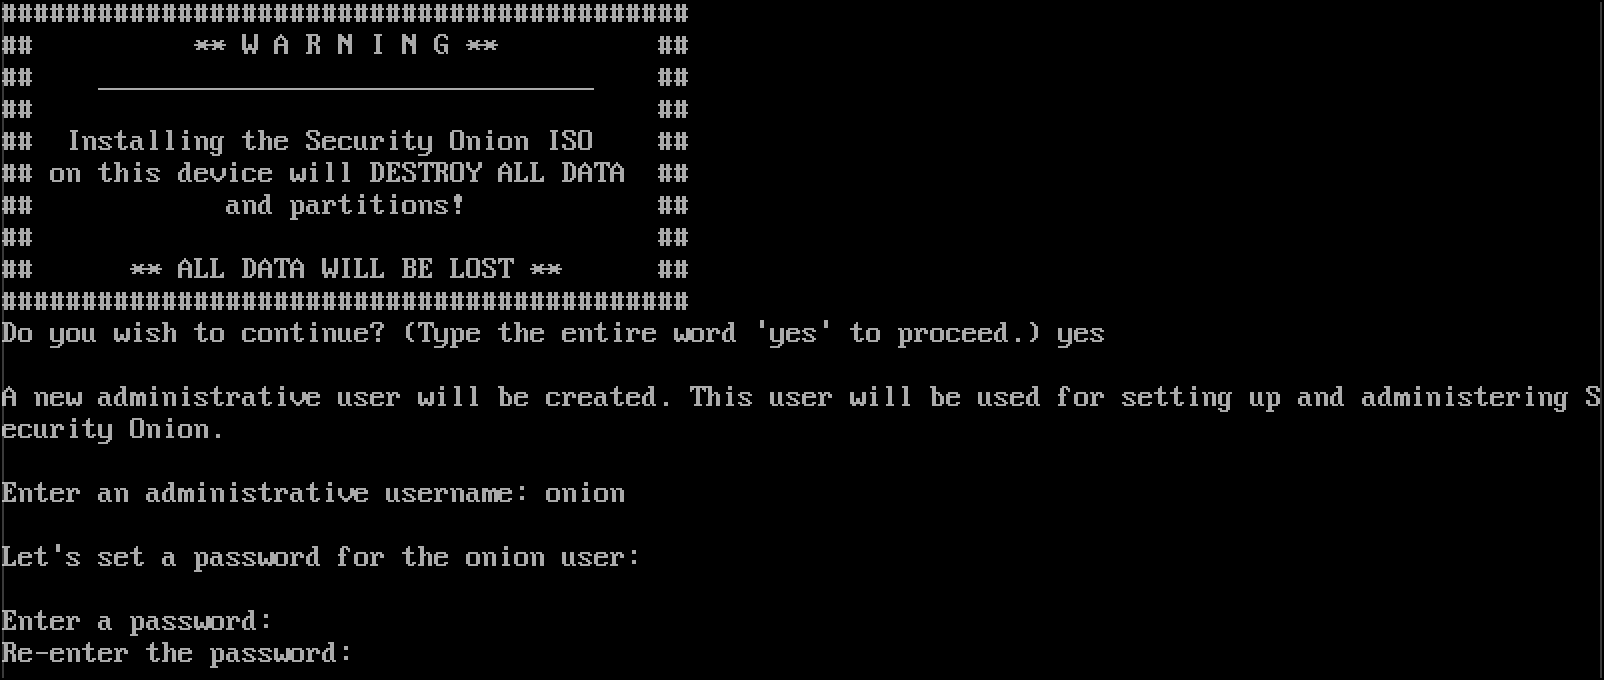 ###########################################
##          ** W A R N I N G **          ##
##    _______________________________    ##
##                                       ##
##  Installing the Security Onion ISO    ##
## on this device will DESTROY ALL DATA  ##
##            and partitions!            ##
##                                       ##
##      ** ALL DATA WILL BE LOST **      ##
###########################################
Do you wish to continue? (Type the entire word 'yes' to proceed.) yes
A new administrative user will be created. This user will be used for setting up and administering S
ecurity Onion.
Enter an administrative username: onion
Let's set a password for the onion user:
Enter a password:
Re-enter the password: